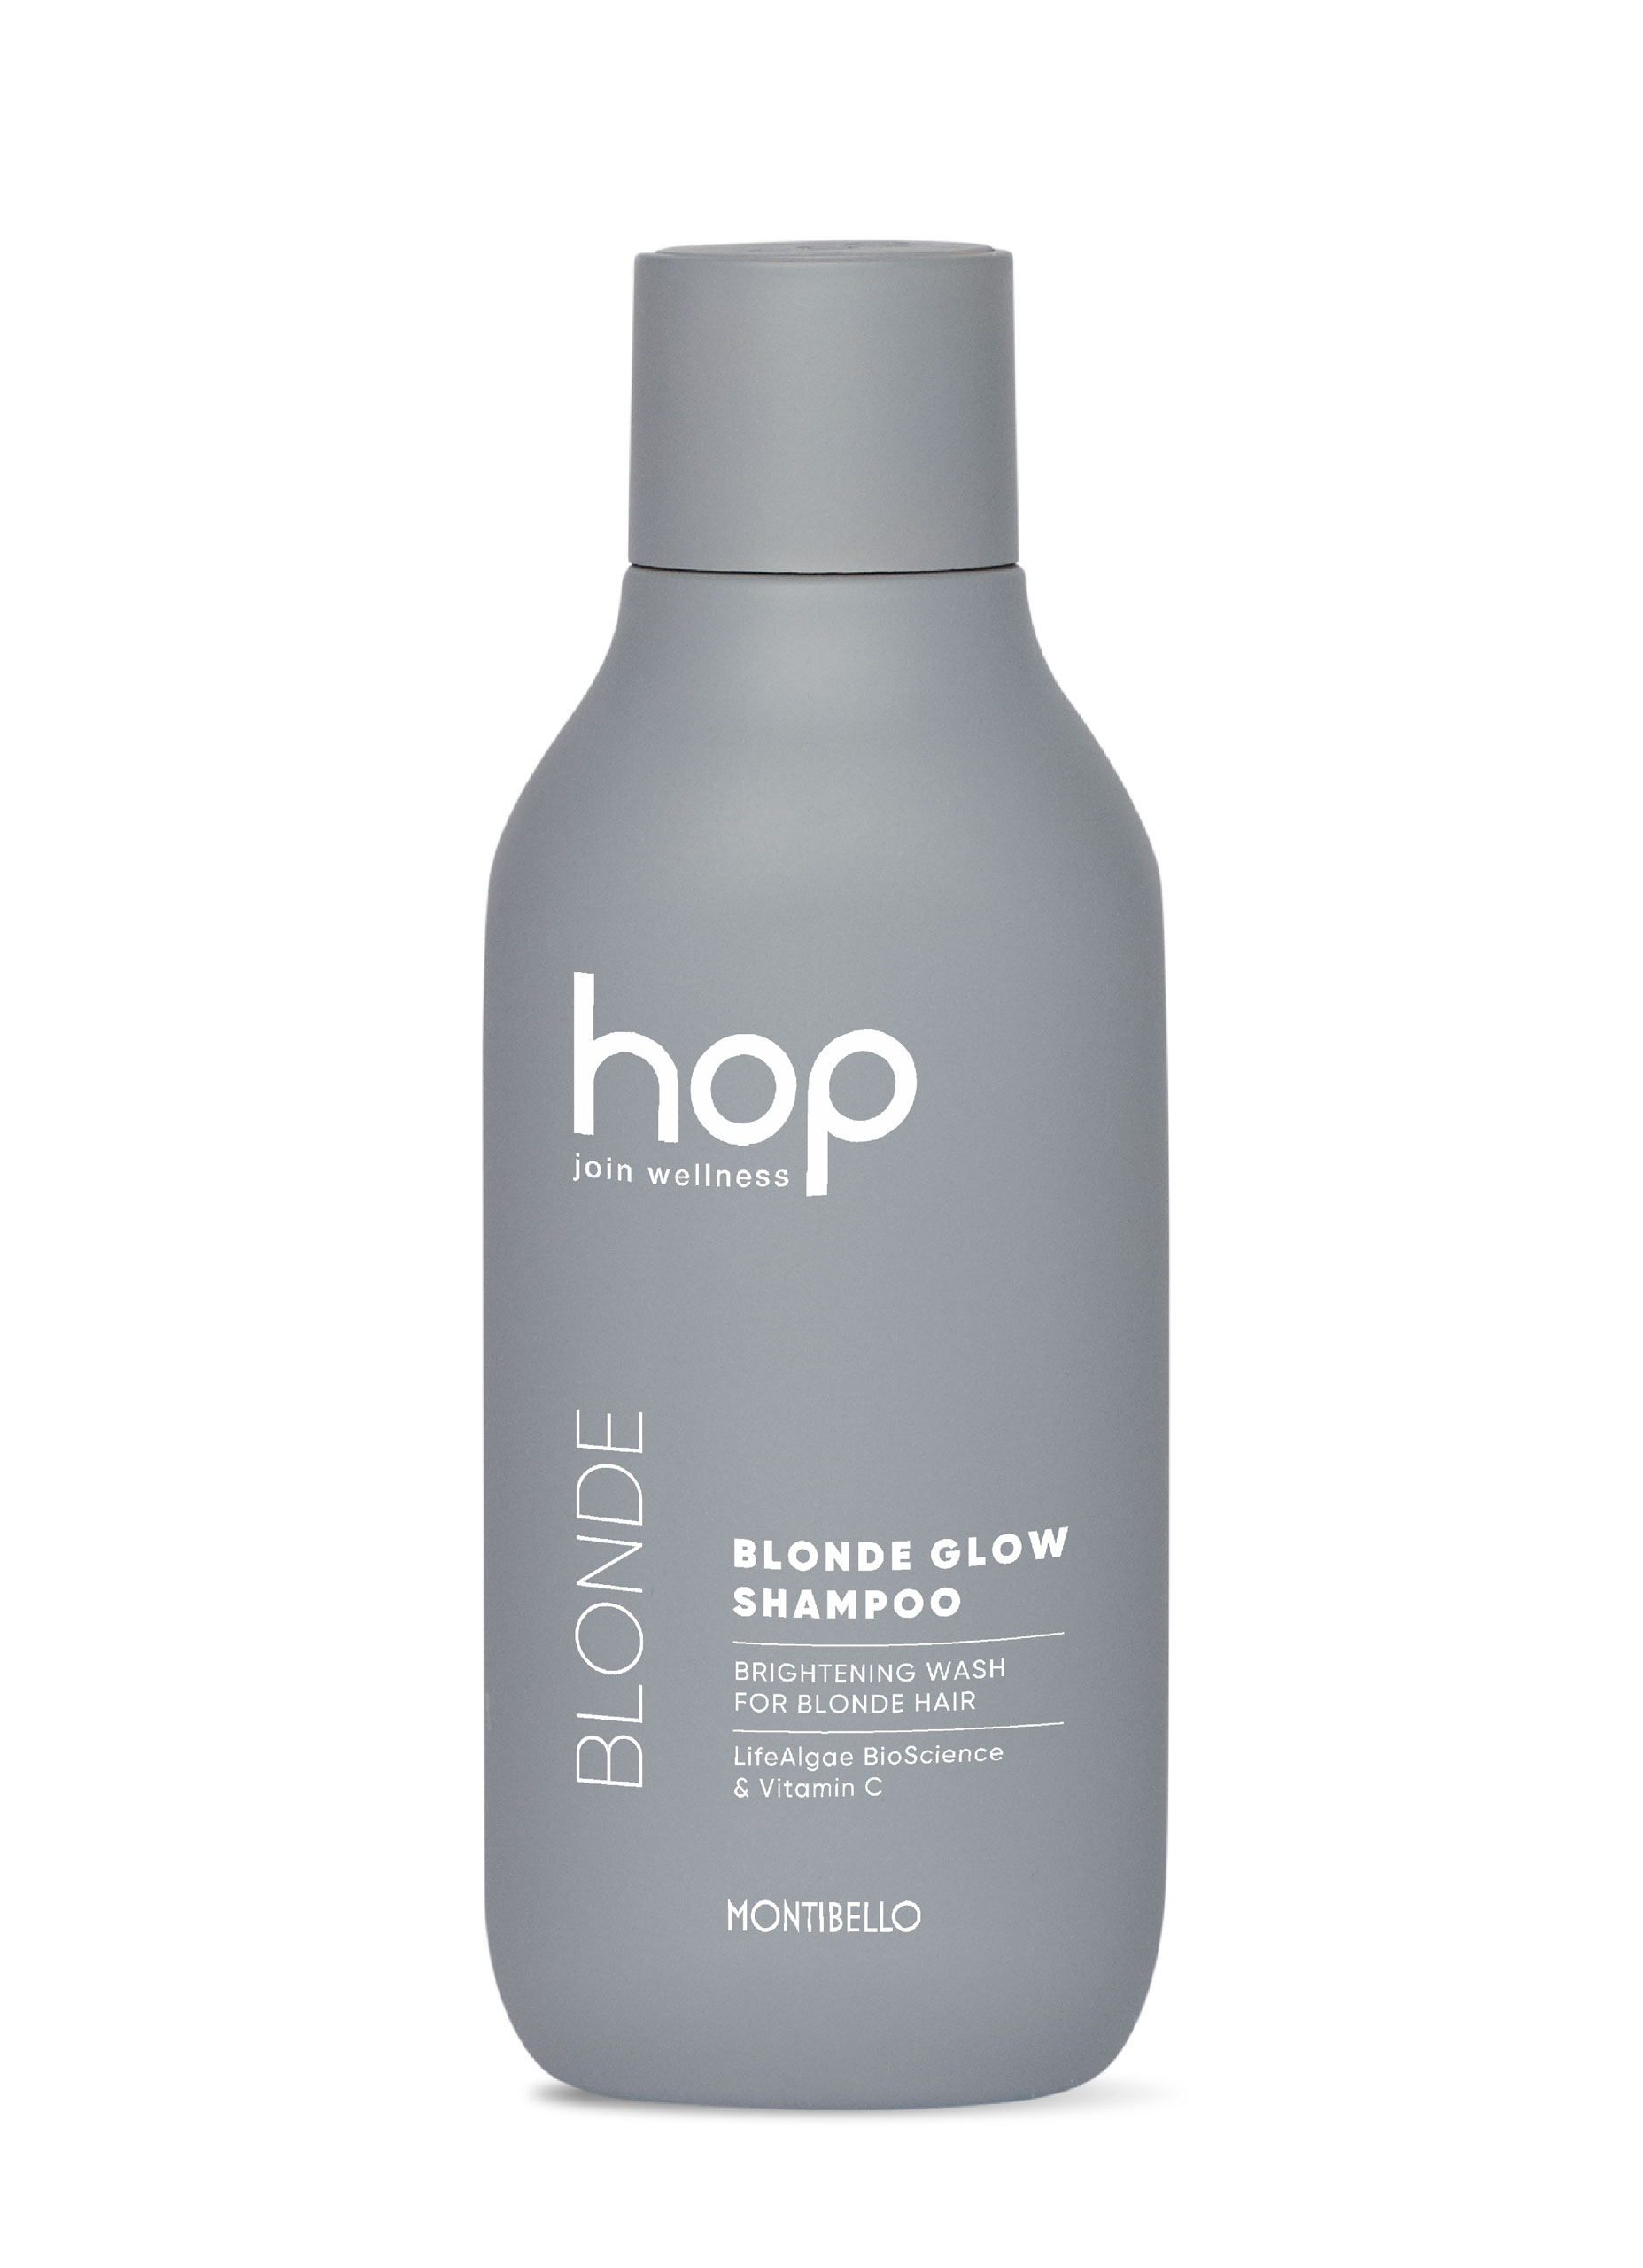 hop
join wellness
BLONDE
BLONDE GLOW
SHAMPOO
BRIGHTENING WASH
FOR BLONDE HAIR
LifeAlgae BioScience
& Vitamin C
MONTIBELLO